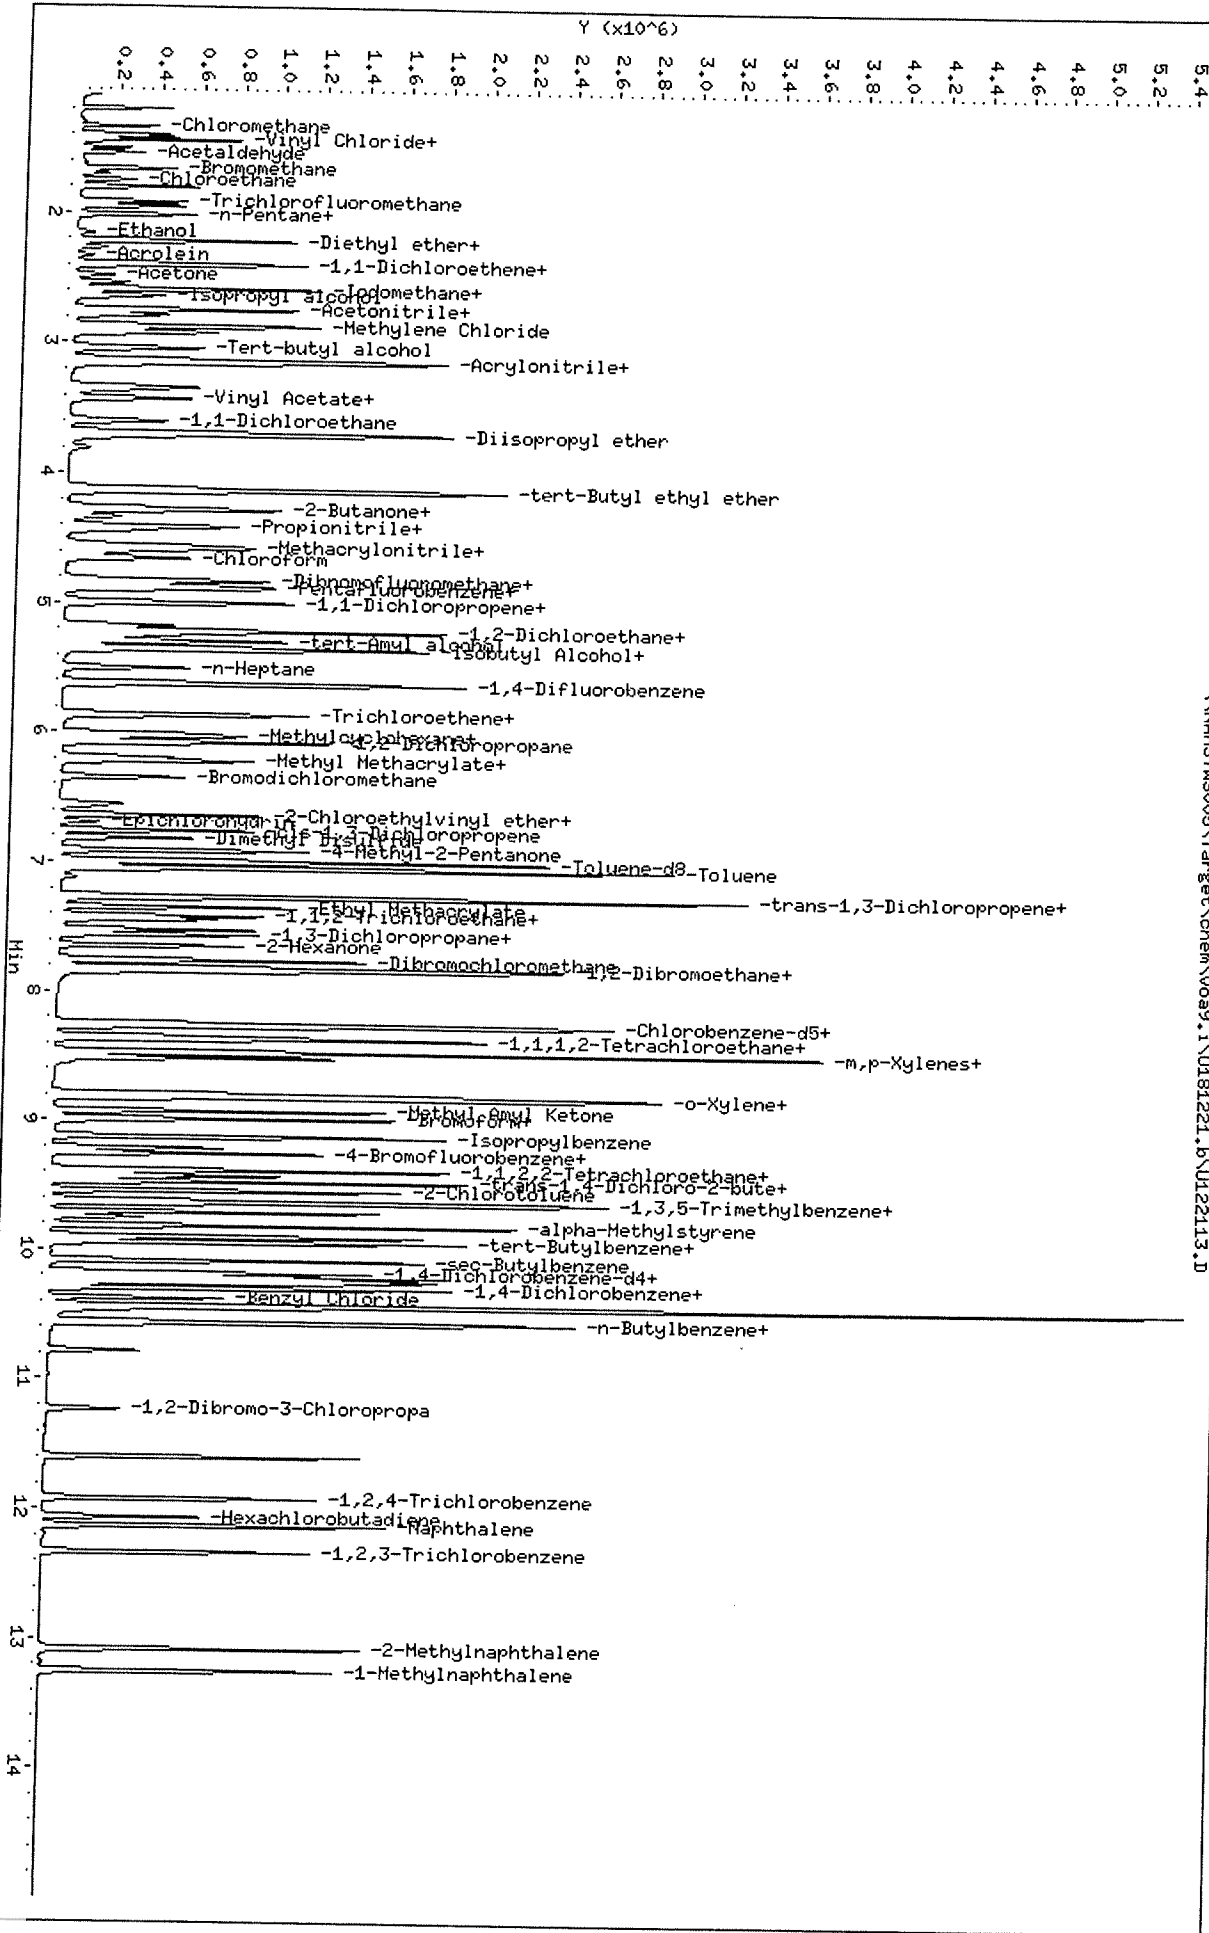 Y (x10^6)
0.2
0.4
0.6
0.8
1.0
1.2
1.4
1.6
1.8
2.0
2.2
2.4
2.6
2.8
3.0
3.2
3.4
3.6
3.8
4.0
4.2
4.4
4.6
4.8
5.0
5.2
5.4
-Chloromethane
-Vinyl Chloride+
-Acetaldehyde
-Bromomethane
-Chloroethane
-Trichlorofluoromethane
2
-n-Pentane+
-Ethanol
-Diethyl ether+
-Acrolein
-1,1-Dichloroethene+
-Acetone
-Iodomethane+
-Isopropyl alcohol
-Acetonitrile+
-Methylene Chloride
3
-Tert-butyl alcohol
-Acrylonitrile+
-Vinyl Acetate+
-1,1-Dichloroethane
-Diisopropyl ether
4
-tert-Butyl ethyl ether
-2-Butanone+
-Propionitrile+
-Methacrylonitrile+
-Chloroform
-Dibromofluoromethane+
-Pentafluorobenzene+
5
-1,1-Dichloropropene+
-1,2-Dichloroethane+
-tert-Amyl alcohol
-Isobutyl Alcohol+
-n-Heptane
-1,4-Difluorobenzene
-Trichloroethene+
6
-Methylcyclohexane+
-1,2-Dichloropropane
-Methyl Methacrylate+
-Bromodichloromethane
-2-Chloroethylvinyl ether+
-Epichlorohydrin
-cis-1,3-Dichloropropene
-Dimethyl Disulfide
-4-Methyl-2-Pentanone
7
-Toluene-d8
-Toluene
-trans-1,3-Dichloropropene+
-Ethyl Methacrylate
-1,1,2-Trichloroethane+
-1,3-Dichloropropane+
-2-Hexanone
Min
-Dibromochloromethane
-1,2-Dibromoethane+
8
-Chlorobenzene-d5+
-1,1,1,2-Tetrachloroethane+
-m,p-Xylenes+
-o-Xylene+
-Methyl Amyl Ketone
9
-Bromoform+
-Isopropylbenzene
-4-Bromofluorobenzene+
-1,1,2,2-Tetrachloroethane+
-trans-1,4-Dichloro-2-bute+
-2-Chlorotoluene
-1,3,5-Trimethylbenzene+
-alpha-Methylstyrene
10
-tert-Butylbenzene+
-sec-Butylbenzene
-1,4-Dichlorobenzene-d4+
-1,4-Dichlorobenzene+
-Benzyl Chloride
-n-Butylbenzene+
11
-1,2-Dibromo-3-Chloropropa
12
-1,2,4-Trichlorobenzene
-Hexachlorobutadiene
-Naphthalene
-1,2,3-Trichlorobenzene
13
-2-Methylnaphthalene
-1-Methylnaphthalene
14